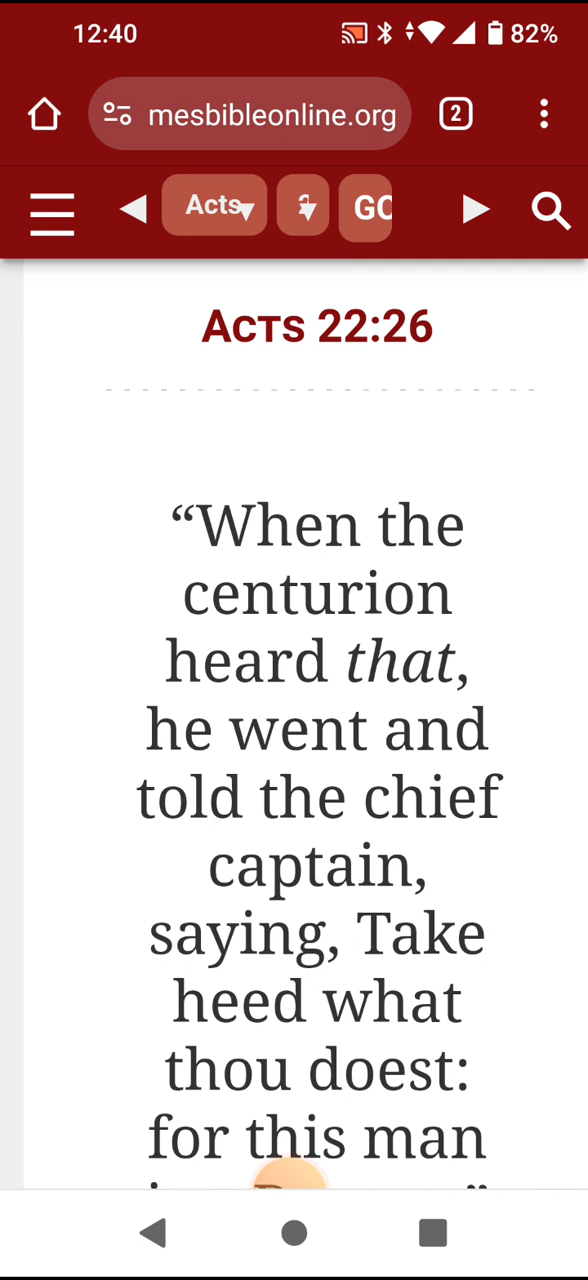 12:40 82%
mesbibleonline.org 2
Acts GO
Acts 22:26
“When the
centurion
heard that,
he went and
told the chief
captain,
saying, Take
heed what
thou doest:
for this man